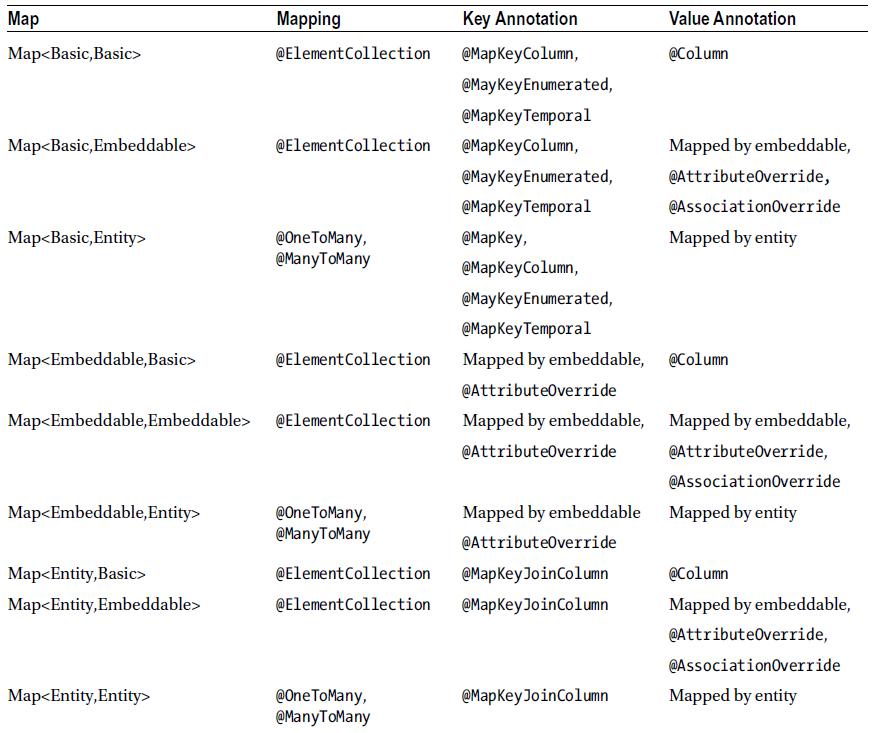 Map Mapping Key Annotation Value Annotation
Map<Basic,Basic> @ElementCollection @MapKeyColumn, @Column
@MayKeyEnumerated,
@MapKeyTemporal
Map<Basic,Embeddable> @ElementCollection @MapKeyColumn, Mapped by embeddable,
@MayKeyEnumerated, @AttributeOverride,
@MapKeyTemporal @AssociationOverride
Map<Basic,Entity> @OneToMany, @MapKey, Mapped by entity
@ManyToMany @MapKeyColumn,
@MayKeyEnumerated,
@MapKeyTemporal
Map<Embeddable,Basic> @ElementCollection Mapped by embeddable, @Column
@AttributeOverride
Map<Embeddable,Embeddable> @ElementCollection Mapped by embeddable, Mapped by embeddable,
@AttributeOverride @AttributeOverride,
@AssociationOverride
Map<Embeddable,Entity> @OneToMany, Mapped by embeddable Mapped by entity
@ManyToMany @AttributeOverride
Map<Entity,Basic> @ElementCollection @MapKeyJoinColumn @Column
Map<Entity,Embeddable> @ElementCollection @MapKeyJoinColumn Mapped by embeddable,
@AttributeOverride,
@AssociationOverride
Map<Entity,Entity> @OneToMany, @MapKeyJoinColumn Mapped by entity
@ManyToMany